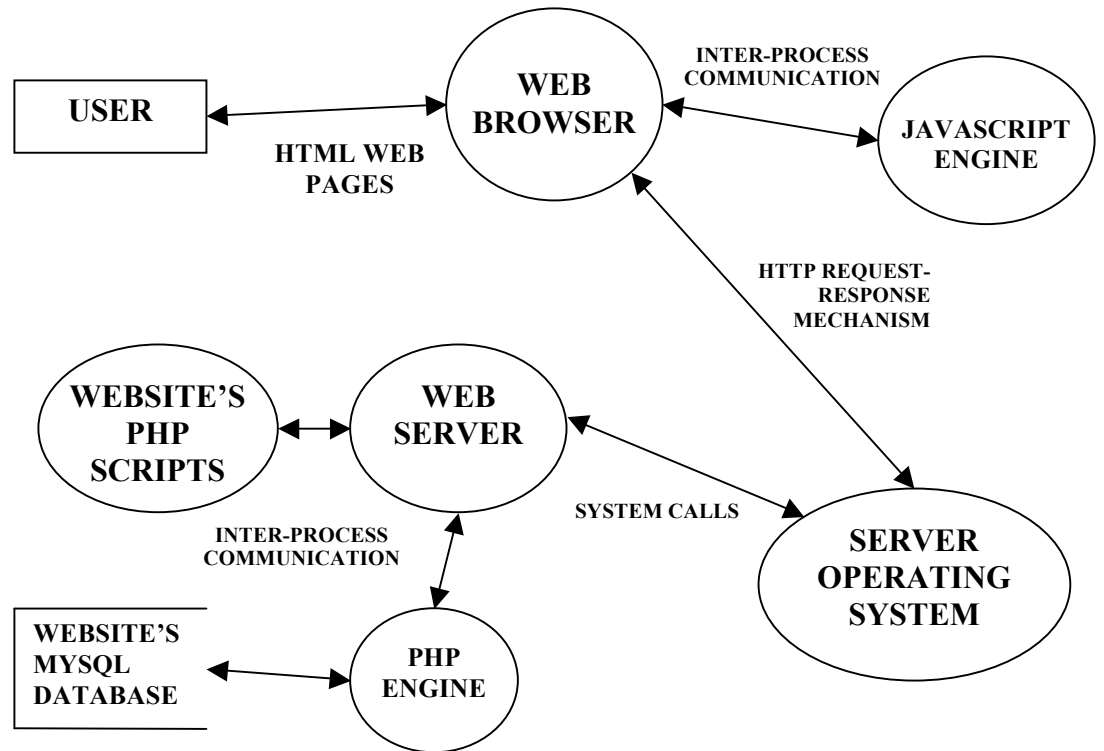 USER
HTML WEB
PAGES
WEB
BROWSER
INTER-PROCESS
COMMUNICATION
JAVASCRIPT
ENGINE
HTTP REQUEST-
RESPONSE
MECHANISM
WEBSITE’S
PHP
SCRIPTS
WEB
SERVER
INTER-PROCESS
COMMUNICATION
SYSTEM CALLS
SERVER
OPERATING
SYSTEM
WEBSITE’S
MYSQL
DATABASE
PHP
ENGINE